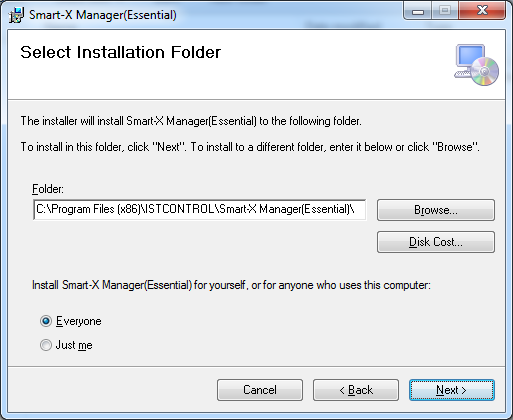 Smart-X Manager(Essential)
Select Installation Folder
The installer will install Smart-X Manager(Essential) to the following folder.
To install in this folder, click "Next". To install to a different folder, enter it below or click "Browse".
Folder:
C:\Program Files (x86)\ISTCONTROL\Smart-X Manager(Essential)\
Browse...
Disk Cost...
Install Smart-X Manager(Essential) for yourself, or for anyone who uses this computer:
Everyone
Just me
Cancel
< Back
Next >